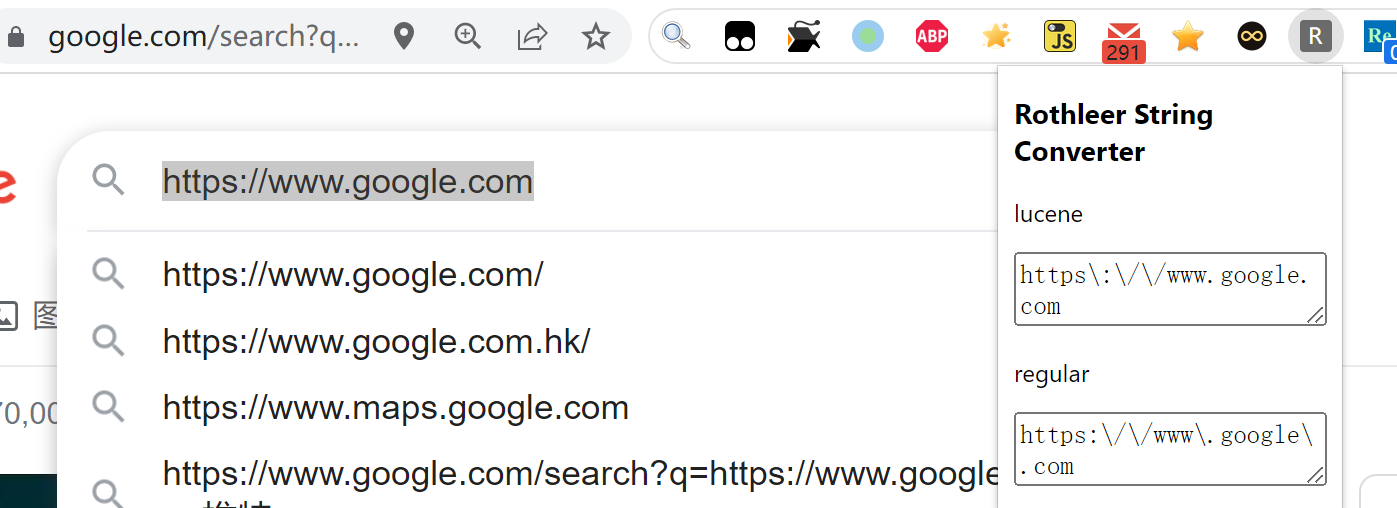 google.com/search?q...
ABP
JS
291
R
Re
Rothleer String
Converter
https://www.google.com
lucene
https\:\/\/www.google.
com
https://www.google.com/
https://www.google.com.hk/
图
regular
https://www.maps.google.com
https:\/\/www\.google\
.com
https://www.google.com/search?q=https://www.google